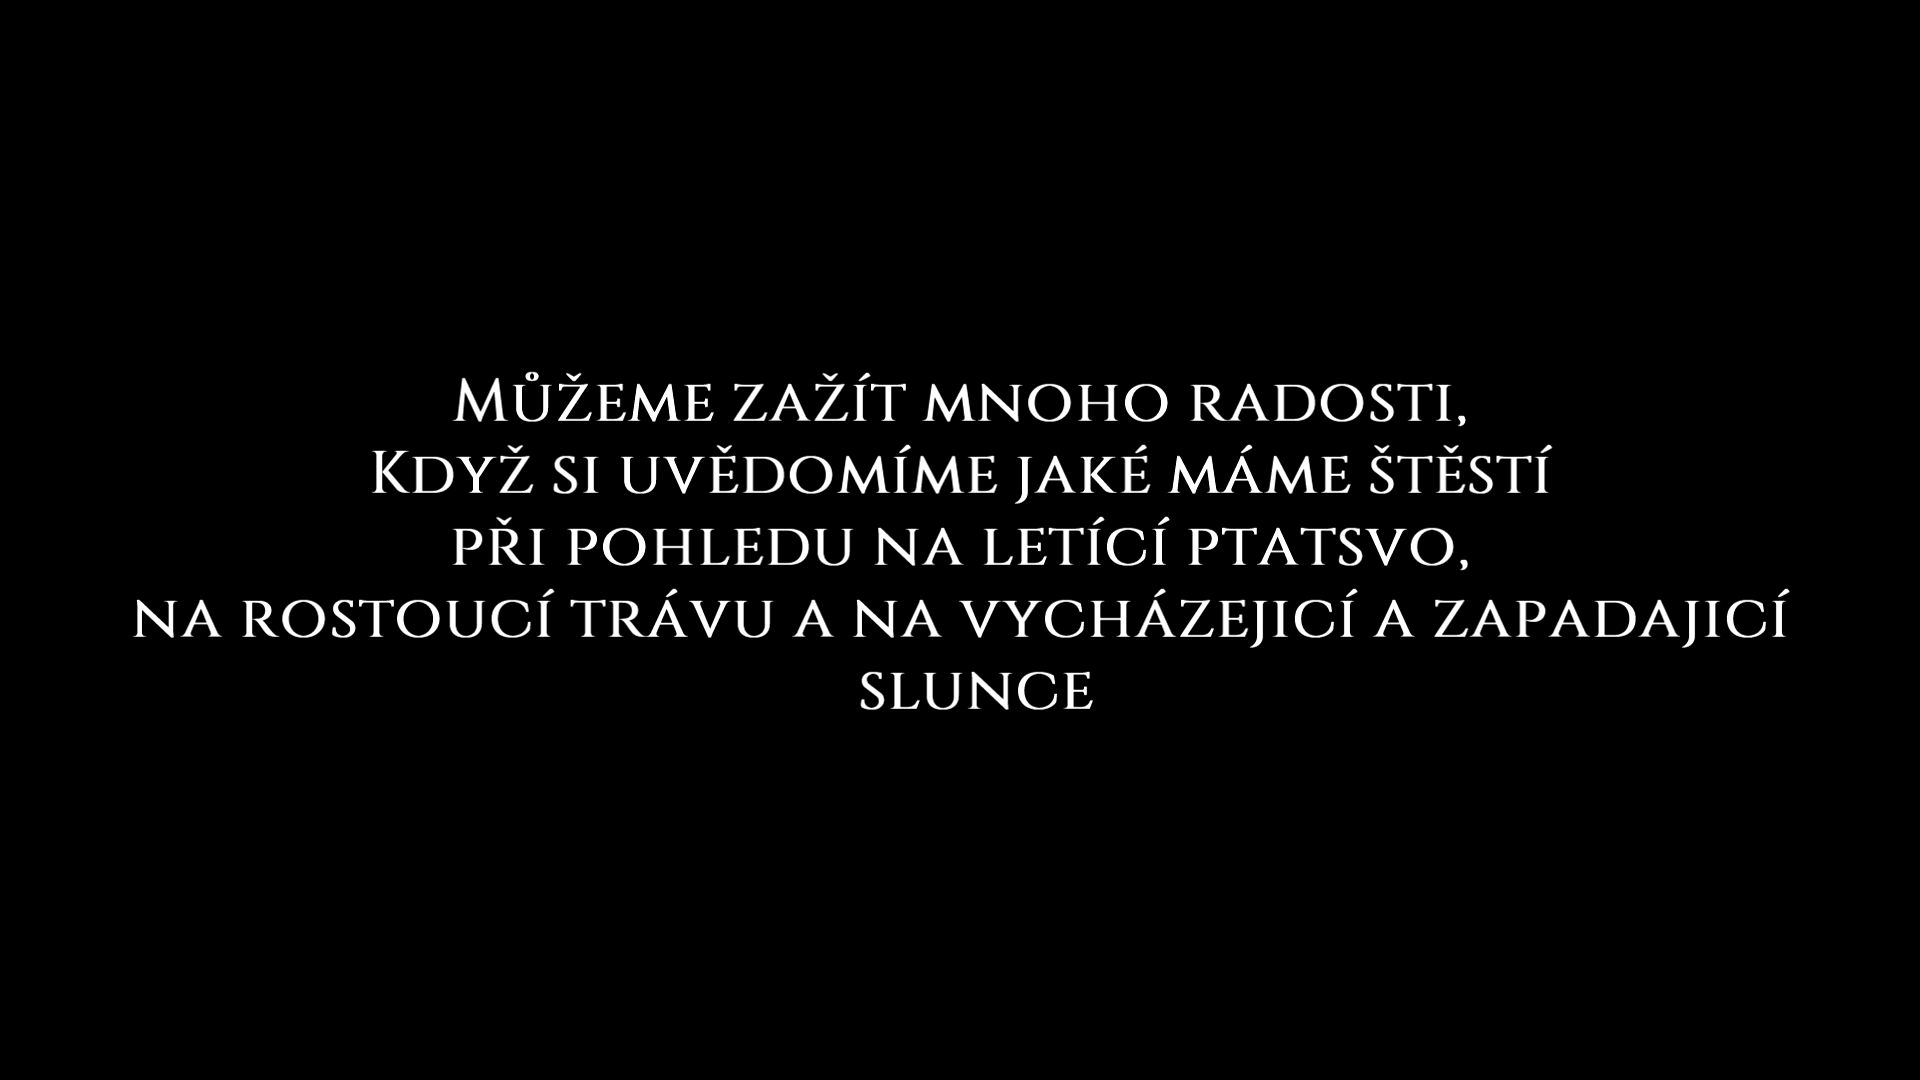 Můžeme zažít mnoho radosti,
Když si uvědomíme jaké máme štěstí
při pohledu na letící ptatsvo,
na rostoucí trávu a na vycházejicí a zapadajicí
slunce